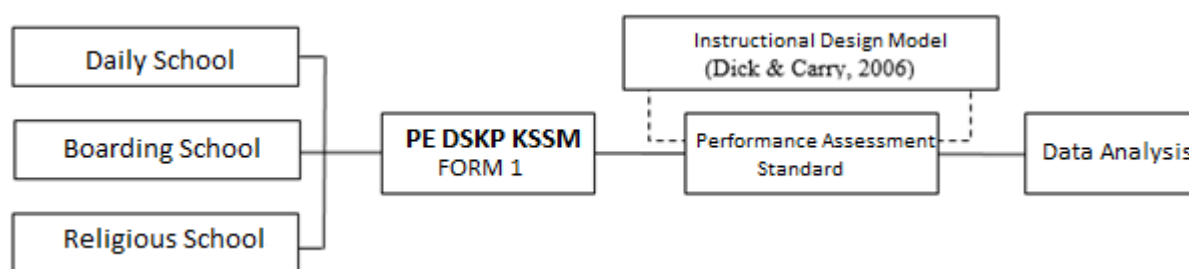 Daily School
Boarding School
Religious School
PE DSKP KSSM
FORM 1
Instructional Design Model
(Dick & Carry, 2006)
Performance Assessment
Standard
Data Analysis